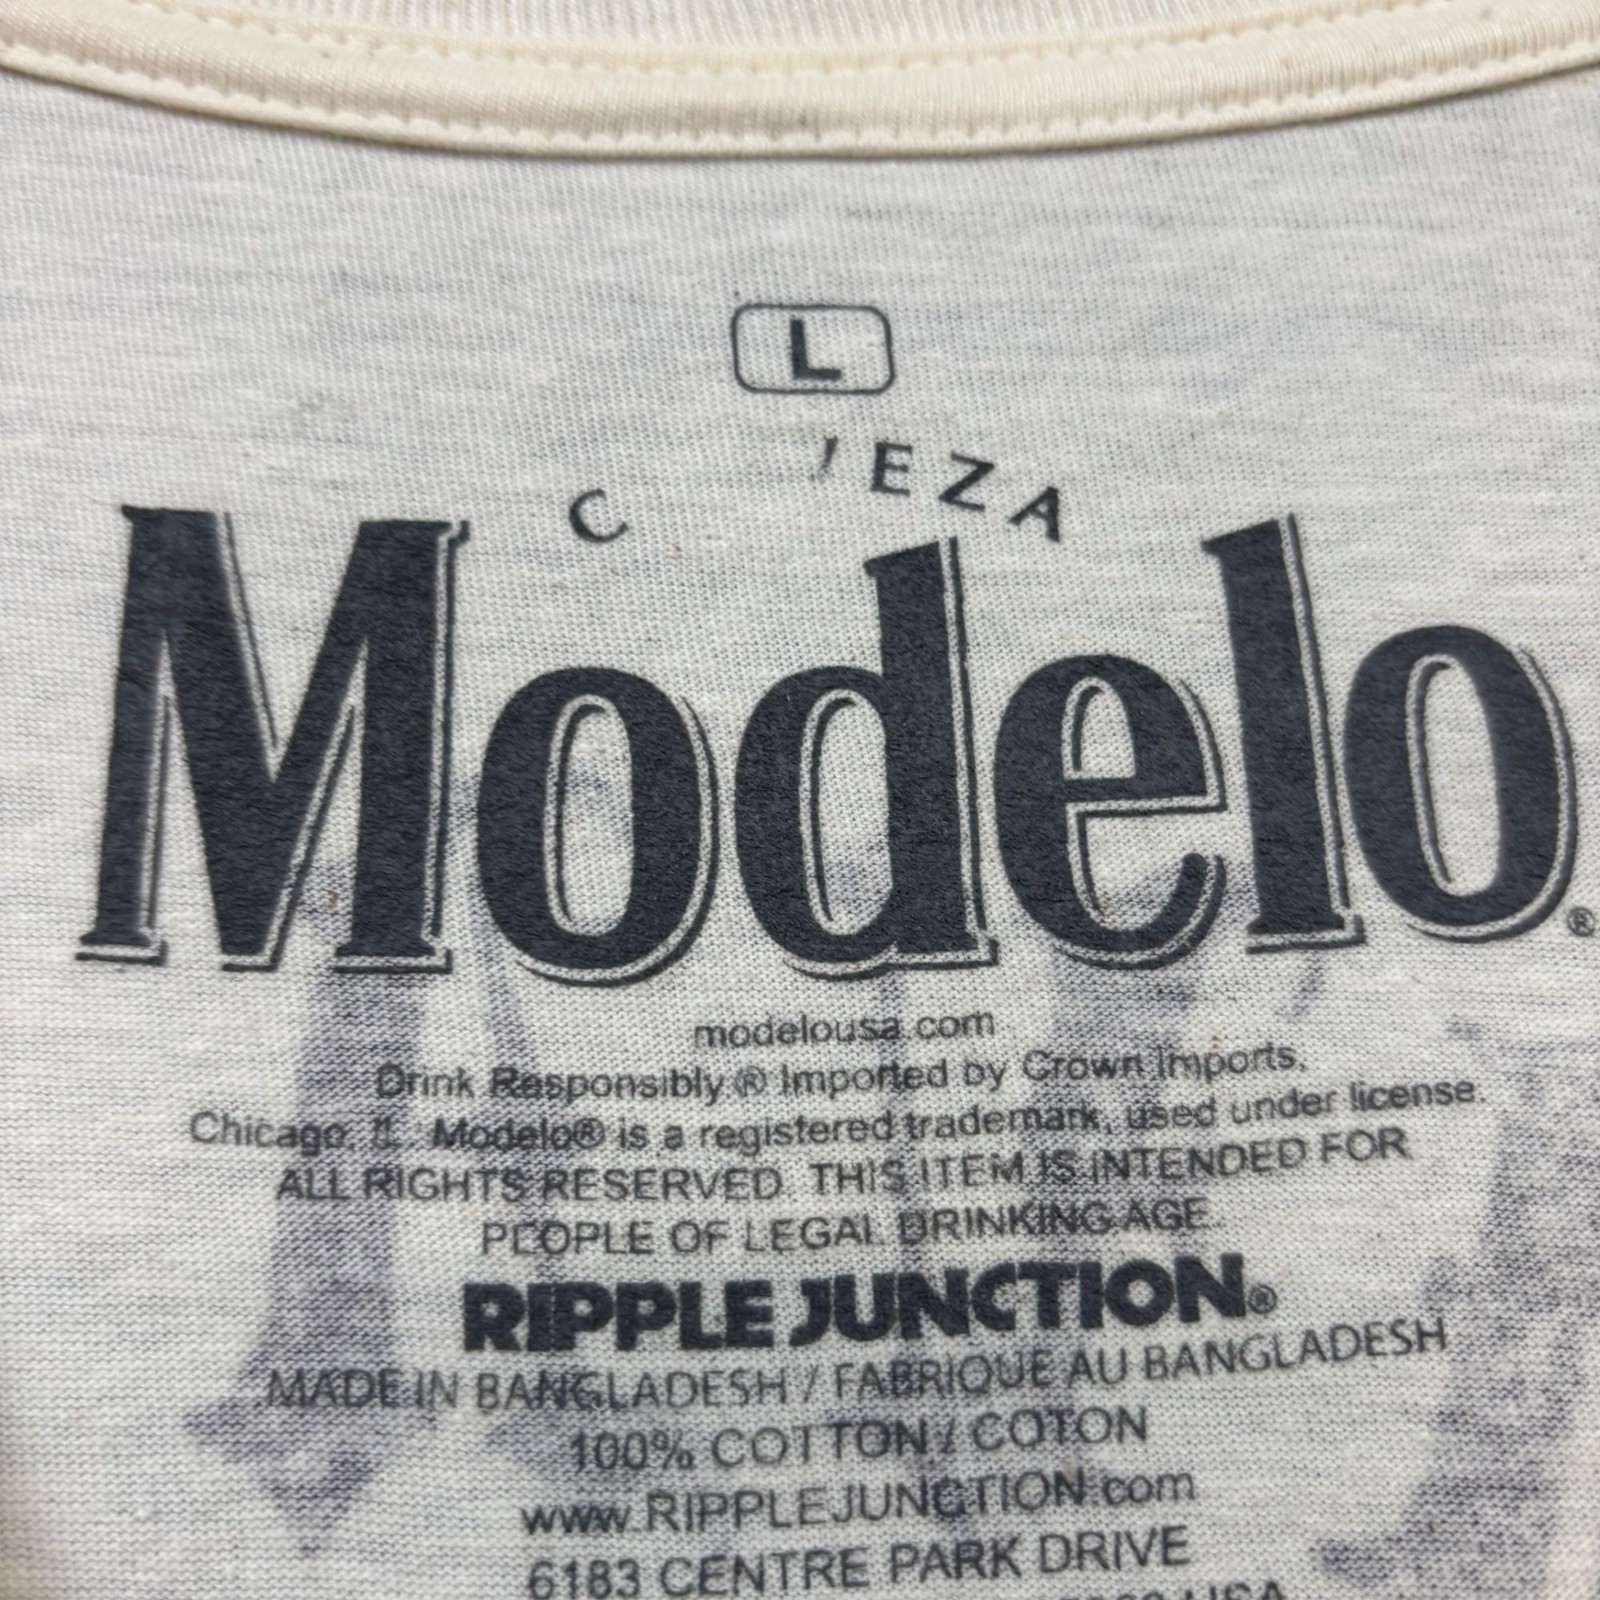 L
C VEZA
Modelo®
modelousa.com
Drink Responsibly.® Imported by Crown Imports,
Chicago, IL. Modelo® is a registered trademark, used under license.
ALL RIGHTS RESERVED. THIS ITEM IS INTENDED FOR
PEOPLE OF LEGAL DRINKING AGE.
RIPPLE JUNCTION®
MADE IN BANGLADESH / FABRIQUE AU BANGLADESH
100% COTTON / COTON
www.RIPPLEJUNCTION.com
6183 CENTRE PARK DRIVE
USA